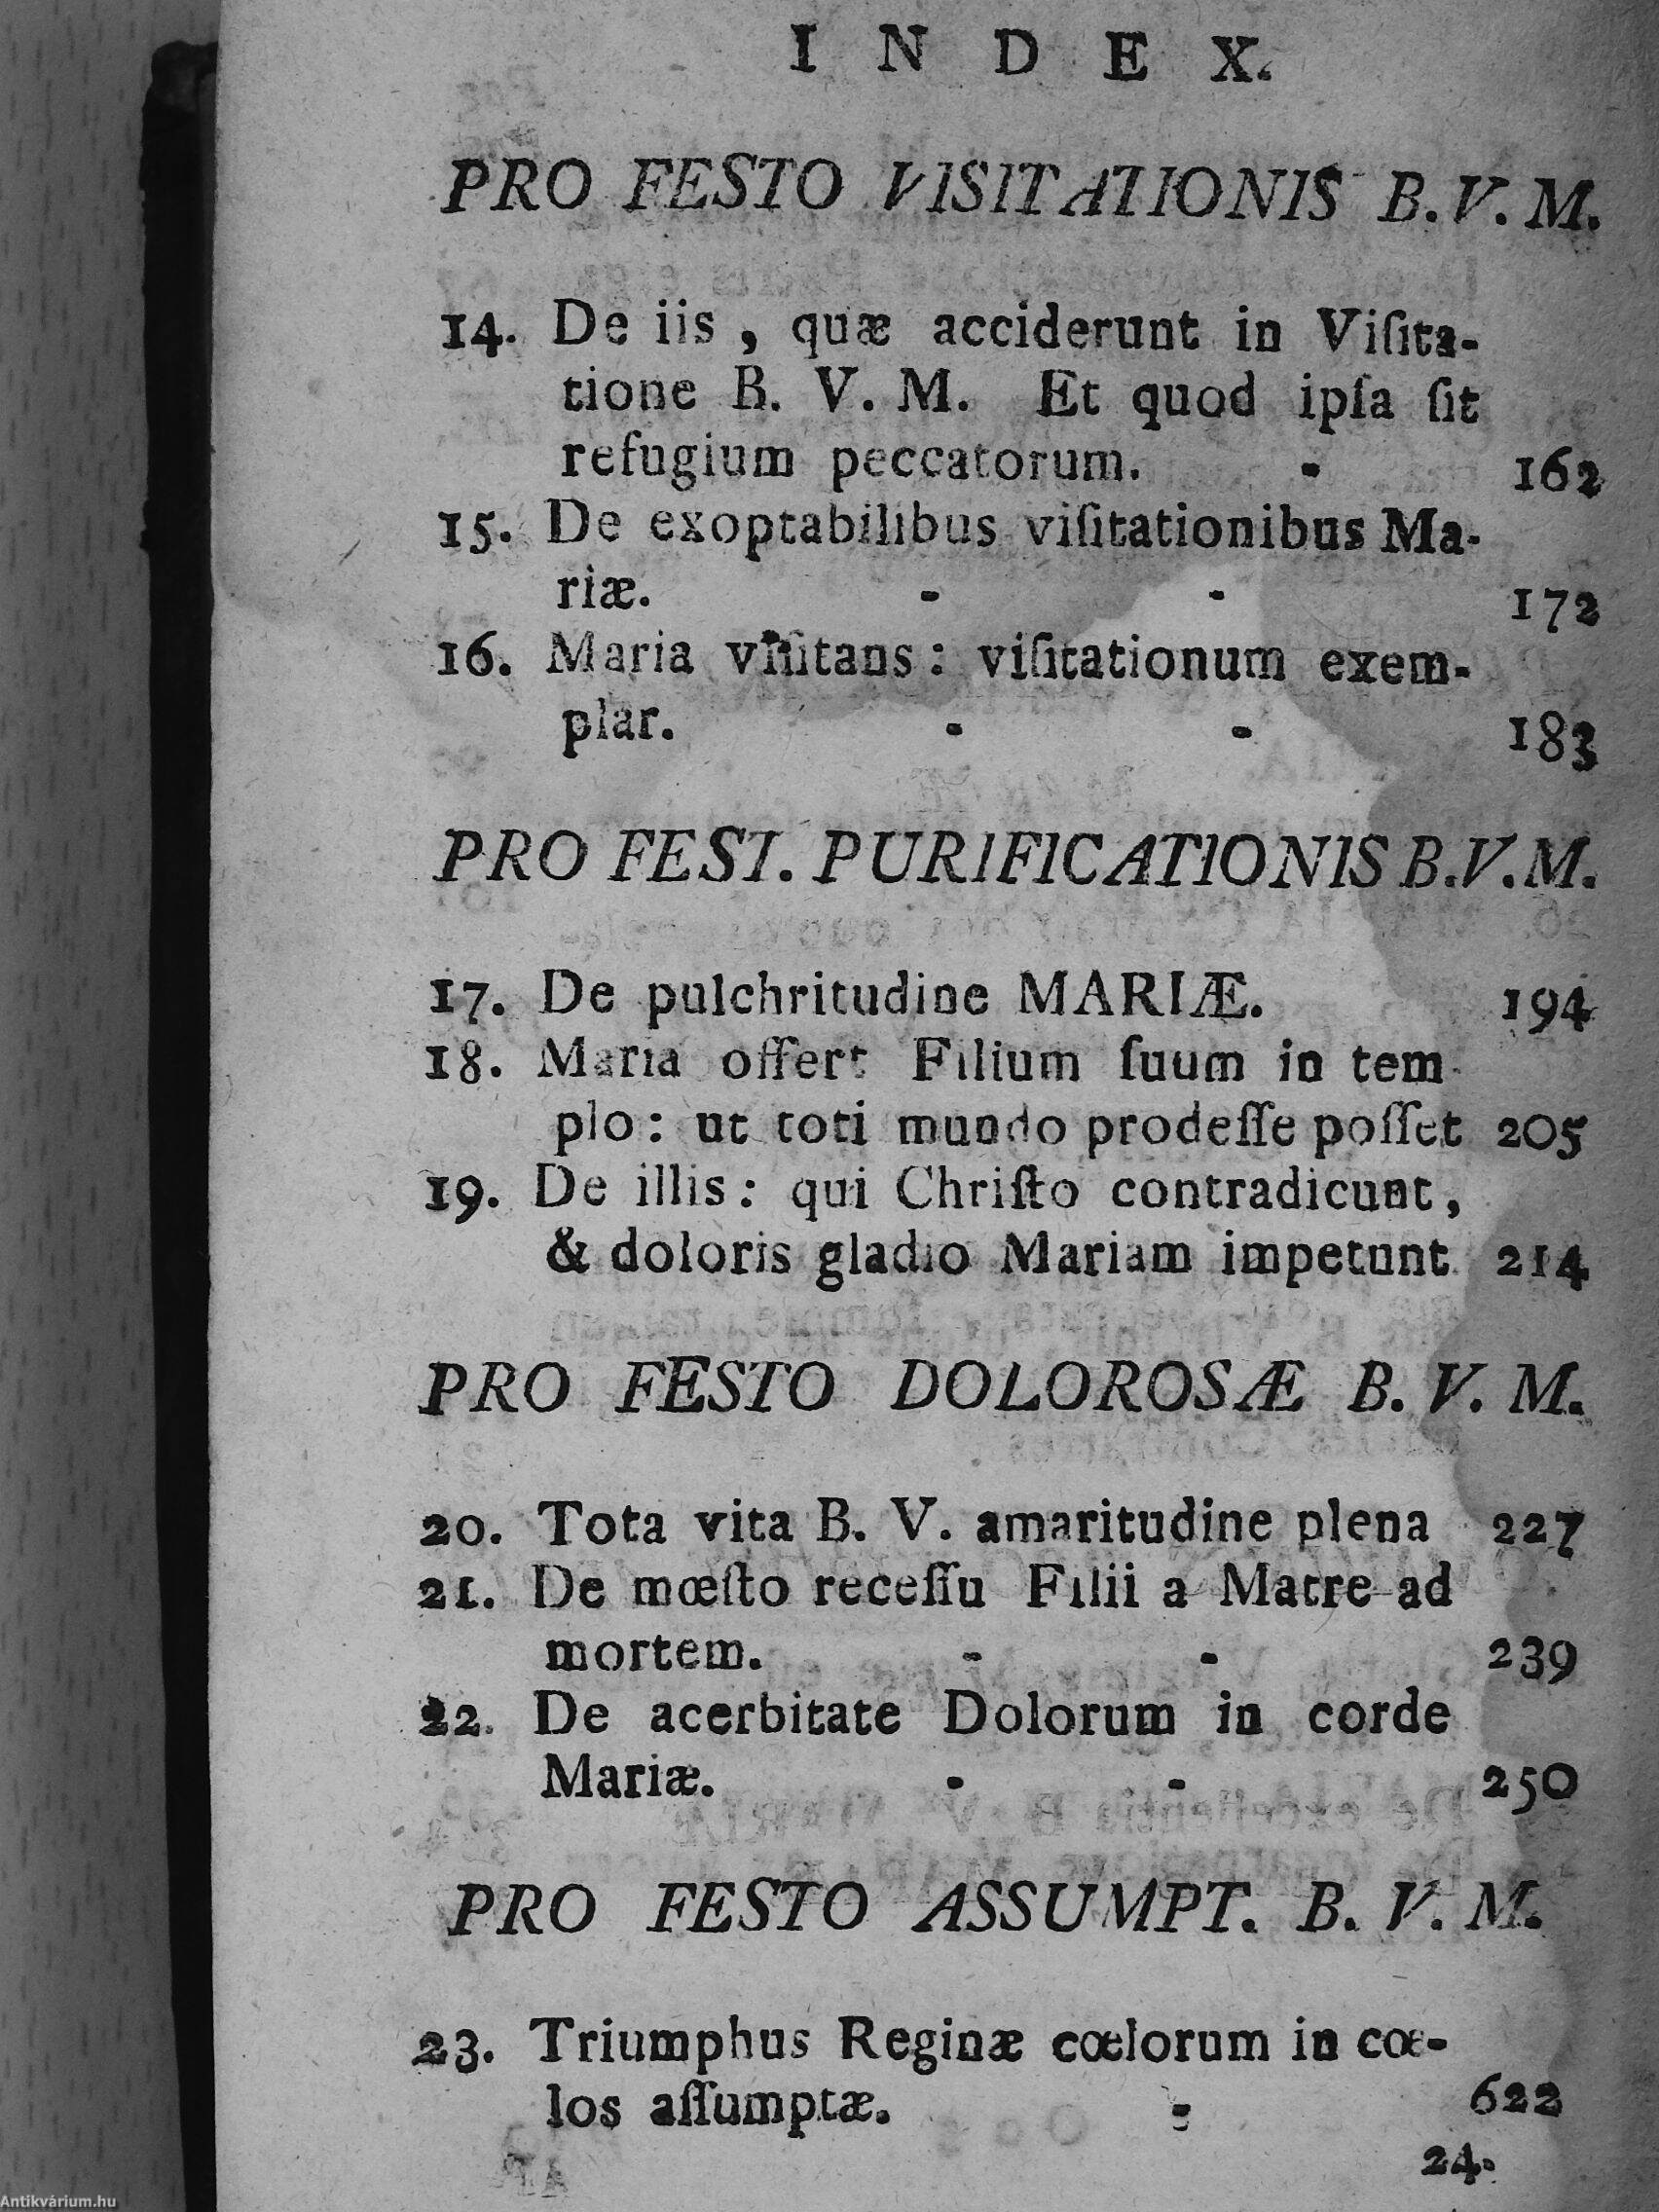 INDEX.
PRO FESTO VISITATIONIS B. V. M.
14. De iis, quæ acciderunt in Viſita-
tione B. V. M. Et quod ipſa ſit
refugium peccatorum. - 162
15. De exoptabilibus viſitationibus Ma-
riæ. - - 172
16. Maria viſitans: viſitationum exem-
plar. - - 183
PRO FEST. PURIFICATIONIS B.V.M.
17. De pulchritudine MARIÆ. 194
18. Maria offert Filium ſuum in tem-
plo: ut toti mundo prodeſſe poſſet 205
19. De illis: qui Chriſto contradicunt,
& doloris gladio Mariam impetunt 214
PRO FESTO DOLOROSÆ B. V. M.
20. Tota vita B. V. amaritudine plena 227
21. De mœſto receſſu Filii a Matre ad
mortem. - - 239
22. De acerbitate Dolorum in corde
Mariæ. - - 250
PRO FESTO ASSUMPT. B. V. M.
23. Triumphus Reginæ cœlorum in cœ-
los aſſumptæ. - 622
24.
Antikvárium.hu